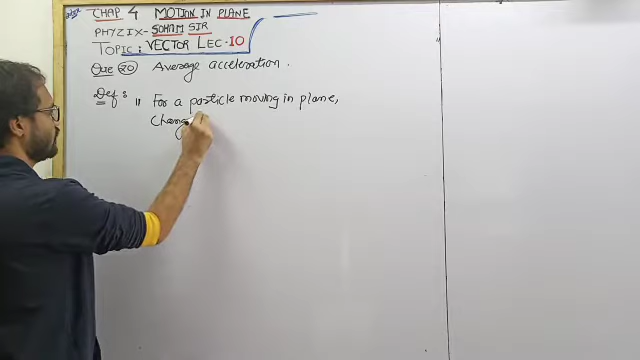 CHAP 4 MOTION IN PLANE
PHYZIX - SOHAM SIR
TOPIC: VECTOR LEC-10
Que 20 Average acceleration.
Def: " For a particle moving in plane,
Chang